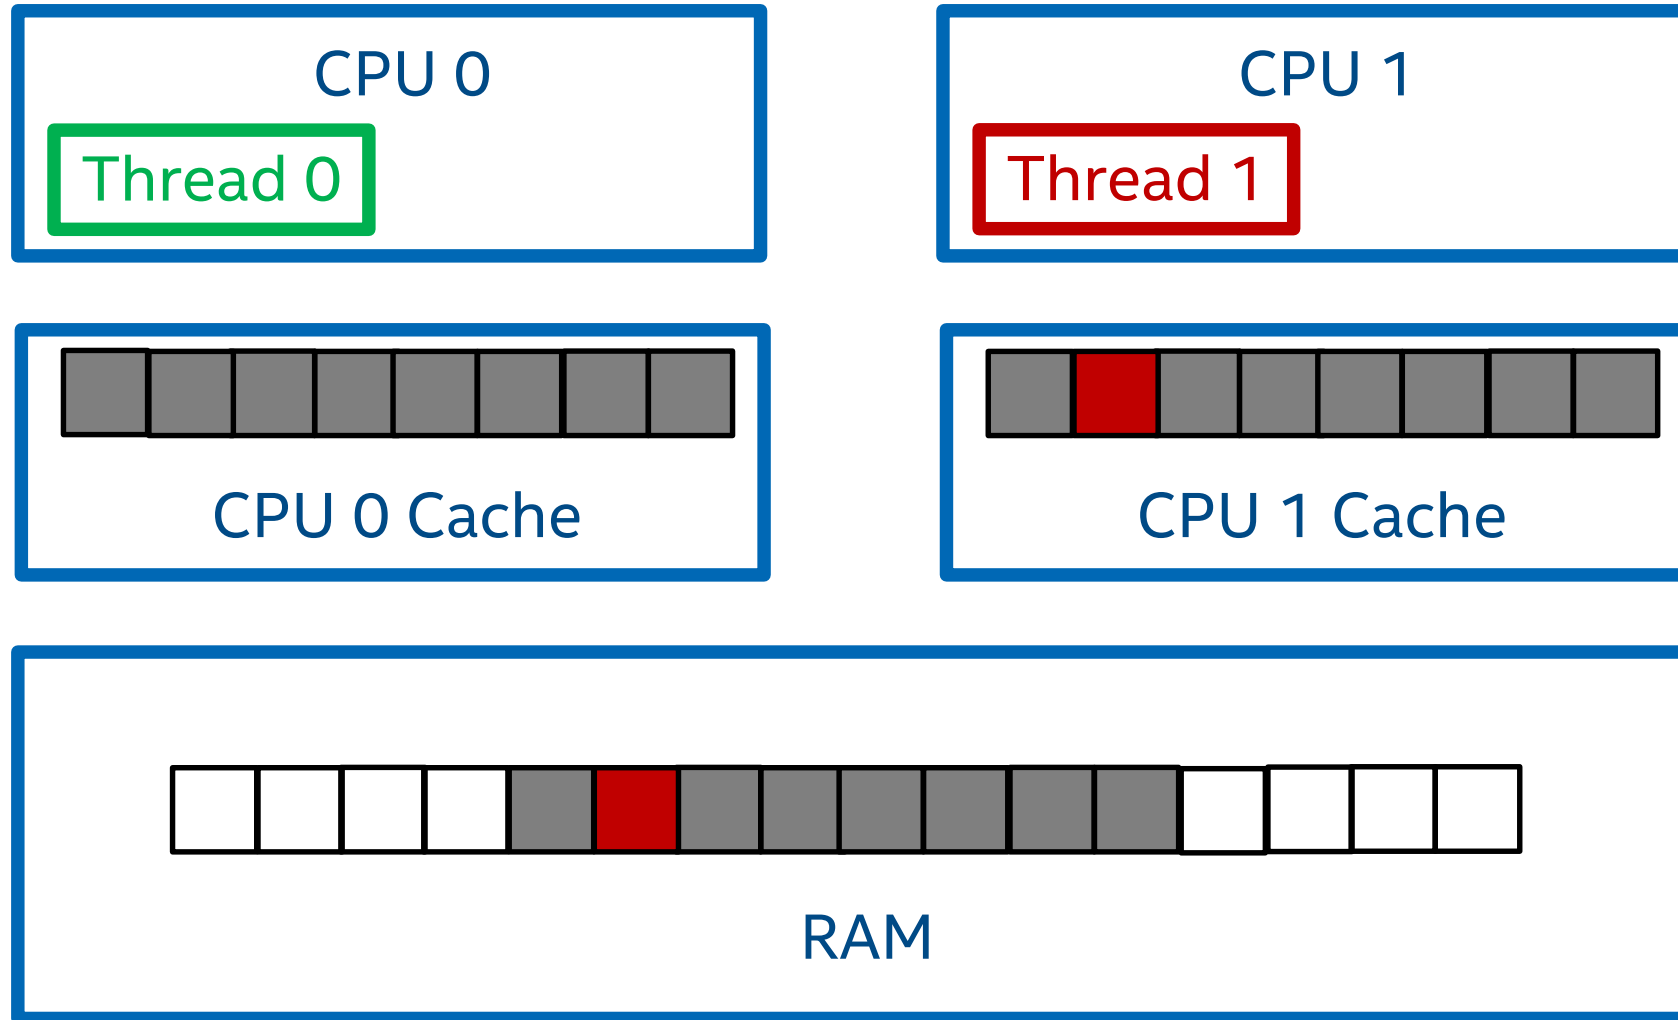 CPU 0
CPU 1
Thread 0
Thread 1
CPU 0 Cache
CPU 1 Cache
RAM